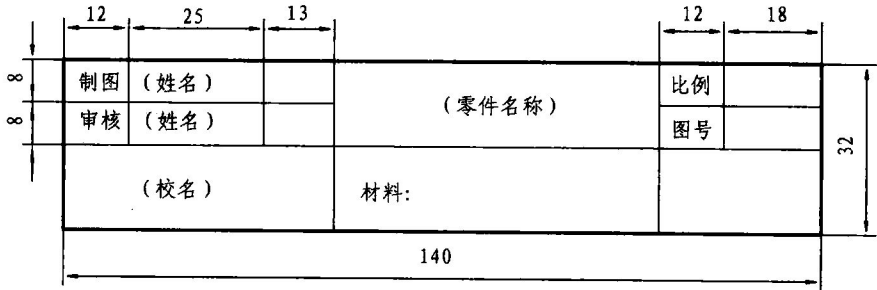 12 25 13 12 18
8 制图 (姓名) (零件名称) 比例
8 审核 (姓名) 图号 32
(校名) 材料:
140